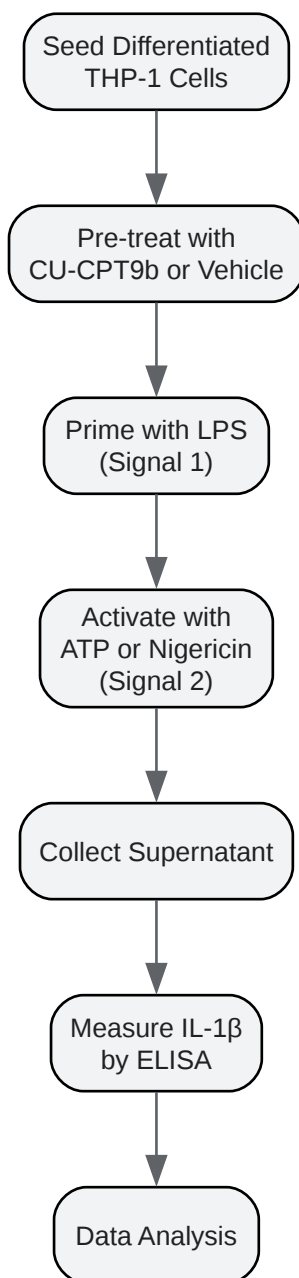 Seed Differentiated
THP-1 Cells
Pre-treat with
CU-CPT9b or Vehicle
Prime with LPS
(Signal 1)
Activate with
ATP or Nigericin
(Signal 2)
Collect Supernatant
Measure IL-1β
by ELISA
Data Analysis